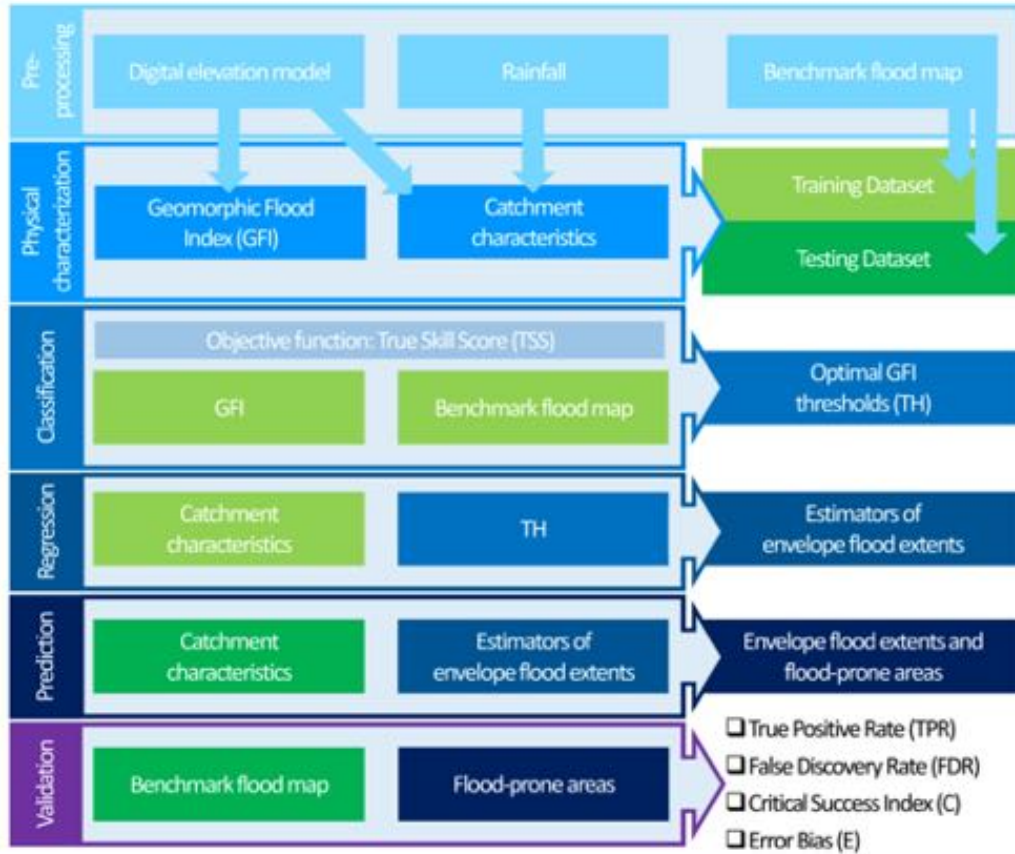 Pre-
processing
Digital elevation model
Rainfall
Benchmark flood map
Physical
characterization
Geomorphic Flood
Index (GFI)
Catchment
characteristics
Training Dataset
Testing Dataset
Classification
Objective function: True Skill Score (TSS)
GFI
Benchmark flood map
Optimal GFI
thresholds (TH)
Regression
Catchment
characteristics
TH
Estimators of
envelope flood extents
Prediction
Catchment
characteristics
Estimators of
envelope flood extents
Envelope flood extents and
flood-prone areas
Validation
Benchmark flood map
Flood-prone areas
❑ True Positive Rate (TPR)
❑ False Discovery Rate (FDR)
❑ Critical Success Index (C)
❑ Error Bias (E)